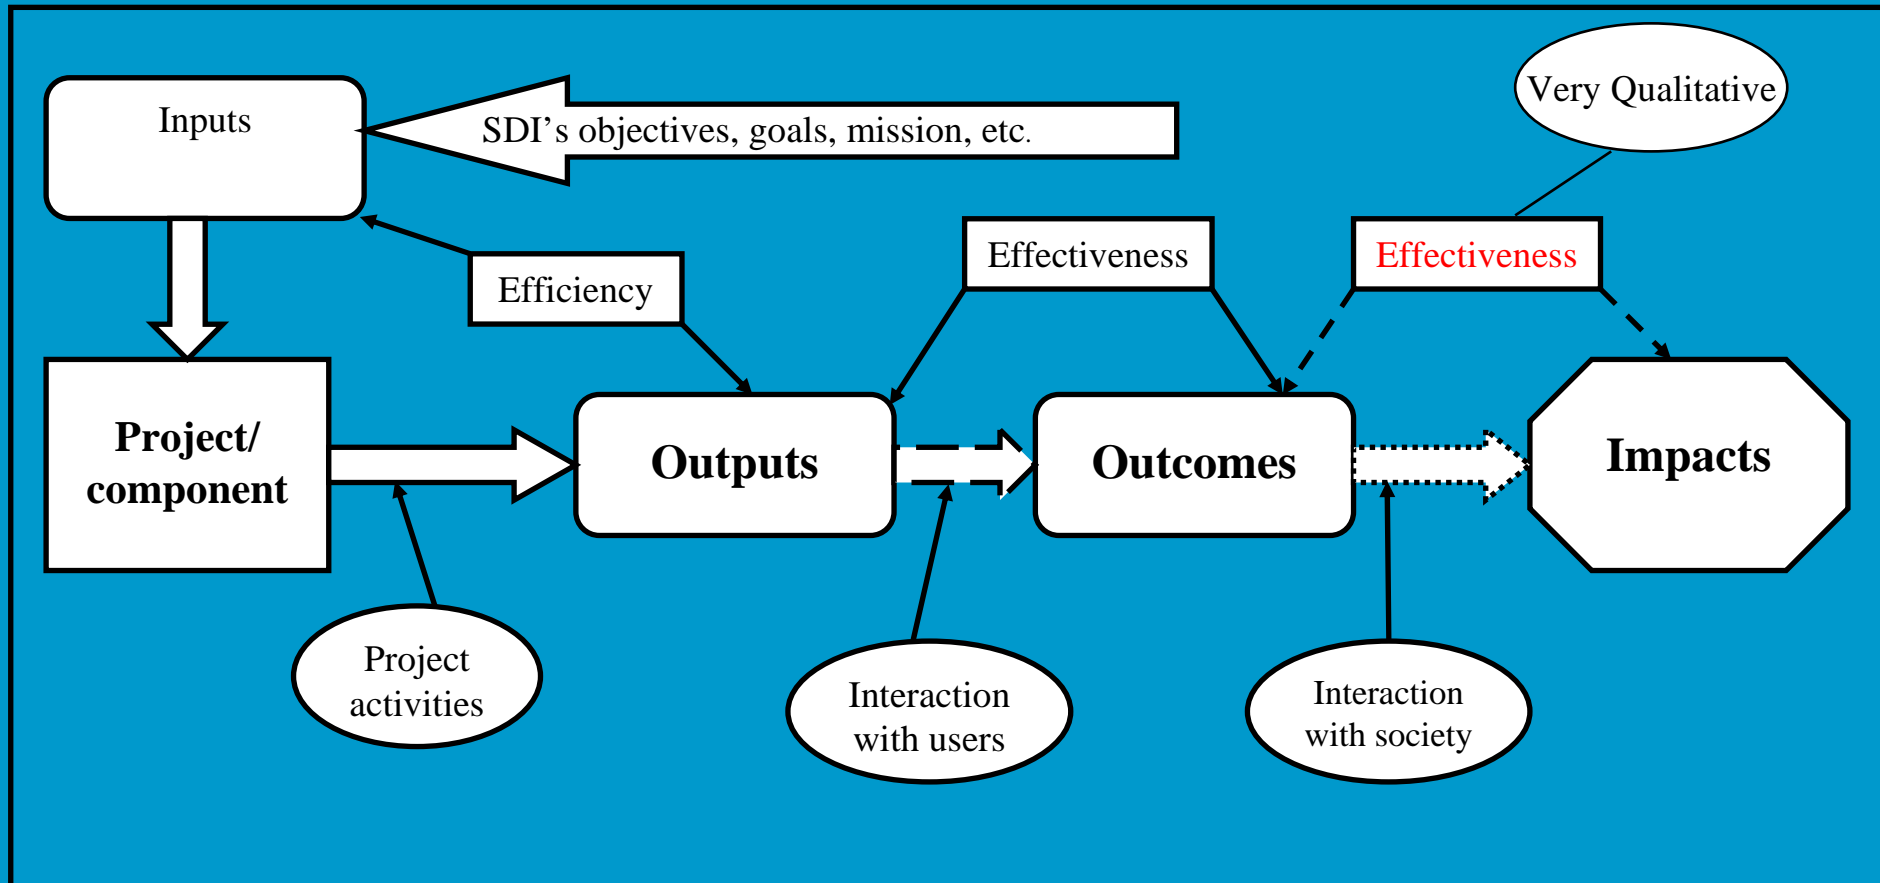 Very Qualitative
Inputs
SDI's objectives, goals, mission, etc.
Efficiency
Effectiveness
Effectiveness
Project/
component
Outputs
Outcomes
Impacts
Project
activities
Interaction
with users
Interaction
with society